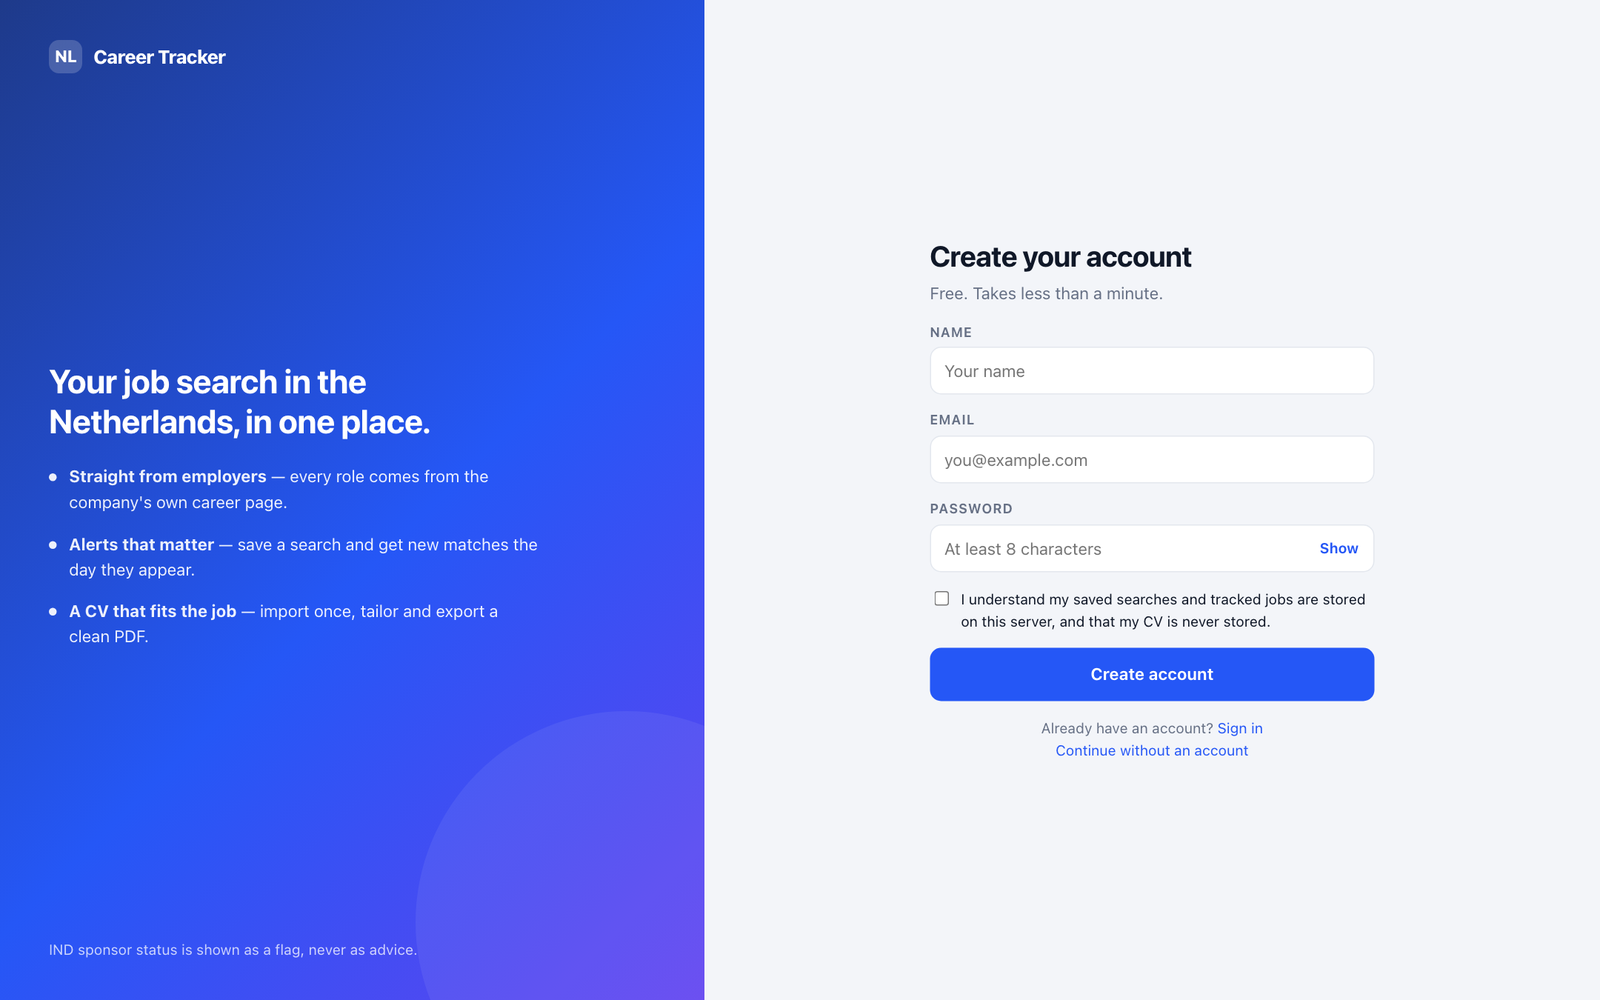 NL Career Tracker
Your job search in the
Netherlands, in one place.
Straight from employers — every role comes from the
company's own career page.
Alerts that matter — save a search and get new matches the
day they appear.
A CV that fits the job — import once, tailor and export a
clean PDF.
IND sponsor status is shown as a flag, never as advice.
Create your account
Free. Takes less than a minute.
NAME
Your name
EMAIL
you@example.com
PASSWORD
At least 8 characters Show
I understand my saved searches and tracked jobs are stored
on this server, and that my CV is never stored.
Create account
Already have an account? Sign in
Continue without an account